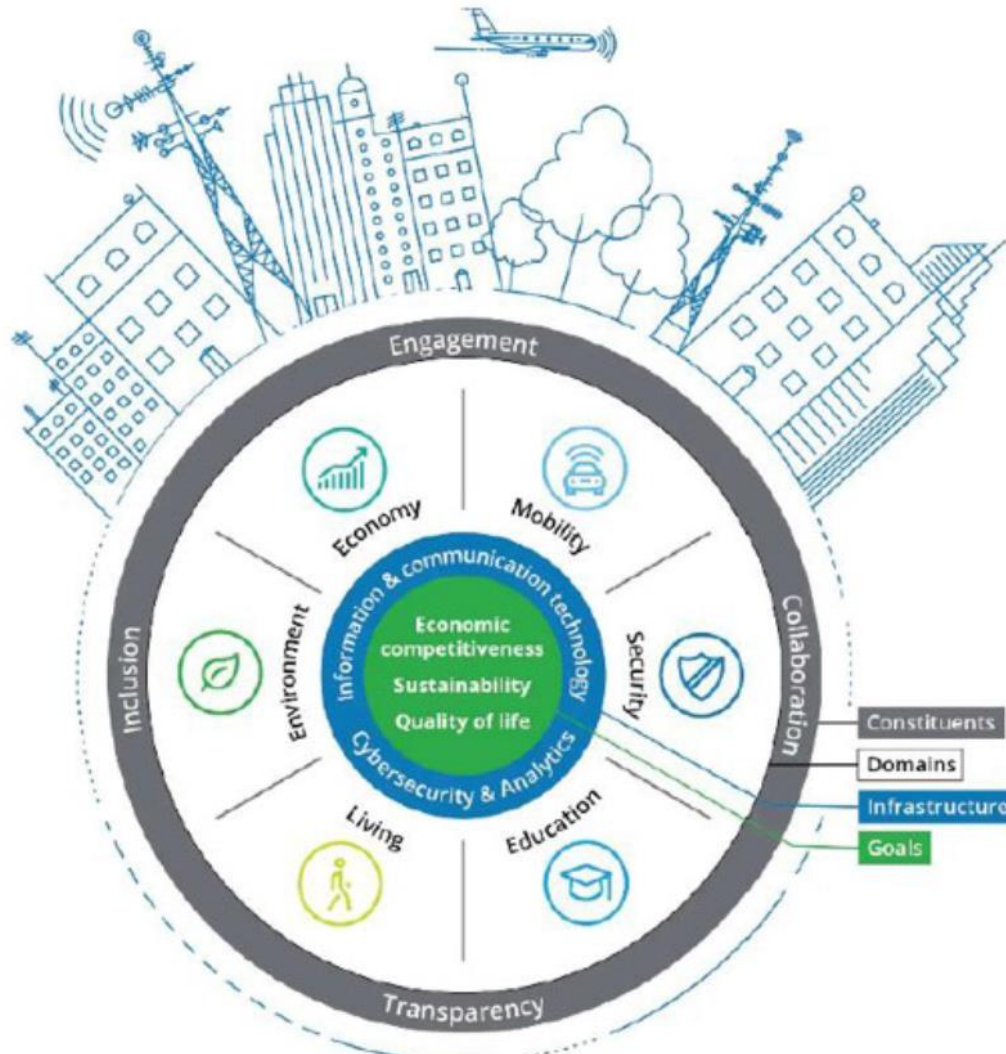 Engagement
Economy
Mobility
Inclusion
Environment
Information & communication technology
Economic
competitiveness
Sustainability
Quality of life
Cybersecurity & Analytics
Security
Collaboration
Living
Education
Transparency
Constituents
Domains
Infrastructure
Goals